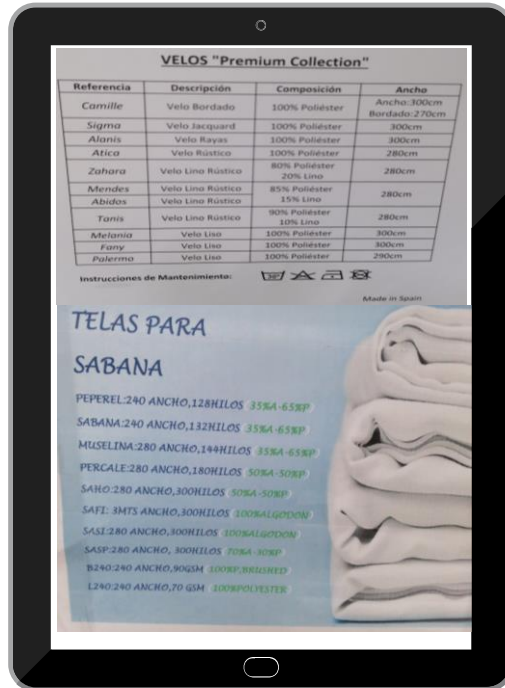 VELOS "Premium Collection"
Referencia Descripción Composición Ancho
Camille Velo Bordado 100% Poliéster Ancho:300cm Bordado:270cm
Sigma Velo Jacquard 100% Poliéster 300cm
Alanis Velo Rayas 100% Poliéster 300cm
Atica Velo Rústico 100% Poliéster 280cm
Zahara Velo Lino Rústico 80% Poliéster 20% Lino 280cm
Mendes Velo Lino Rústico 85% Poliéster 15% Lino 280cm
Abidos Velo Lino Rústico
Tanis Velo Lino Rústico 90% Poliéster 10% Lino 280cm
Melania Velo Liso 100% Poliéster 300cm
Fany Velo Liso 100% Poliéster 300cm
Palermo Velo Liso 100% Poliéster 290cm
Instrucciones de Mantenimiento:
Made in Spain
TELAS PARA
SABANA
PEPEREL:240 ANCHO,128HILOS 35%A-65%P
SABANA:240 ANCHO,132HILOS 35%A-65%P
MUSELINA:280 ANCHO,144HILOS 35%A-65%P
PERCALE:280 ANCHO,180HILOS 50%A-50%P
SAHO:280 ANCHO,300HILOS 50%A-50%P
SAFI: 3MTS ANCHO,300HILOS 100%ALGODON
SASI:280 ANCHO,300HILOS 100%ALGODON
SASP:280 ANCHO, 300HILOS 70%A-30%P
B240:240 ANCHO,90GSM 100%P,BRUSHED
L240:240 ANCHO,70 GSM 100%POLYESTER